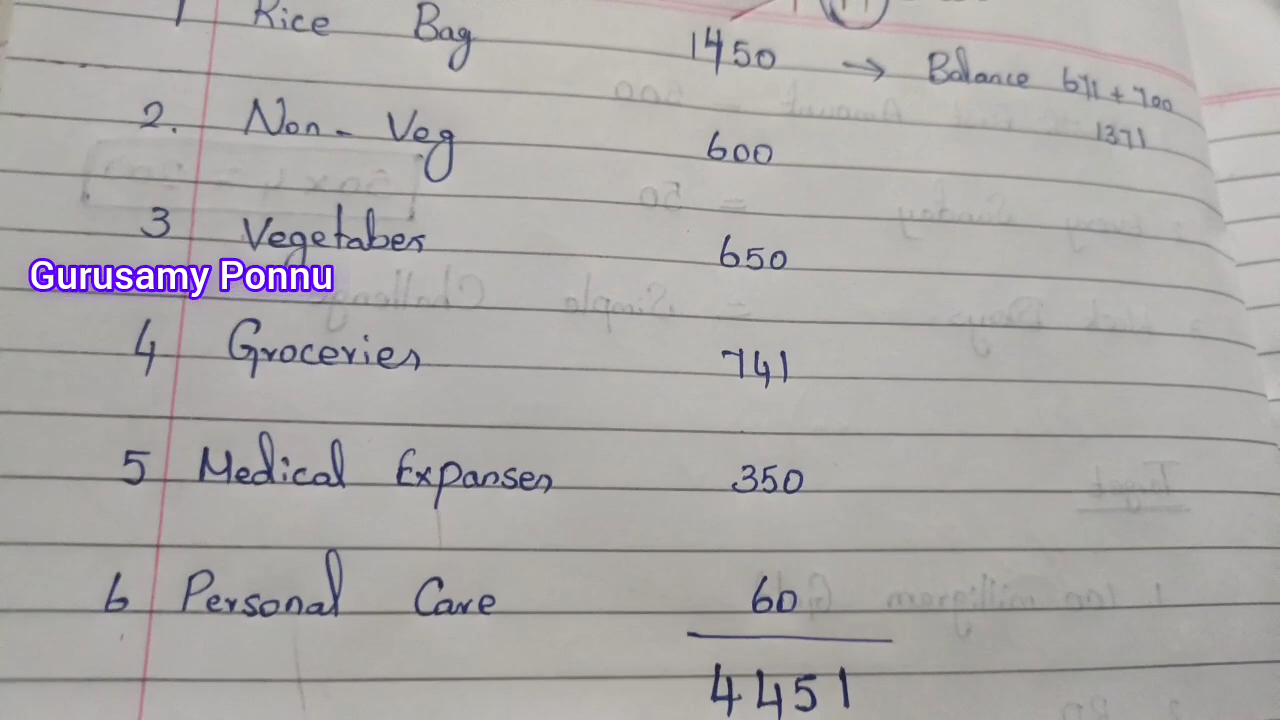 1 Rice Bag 1450 → Balance 671 + 700
1371
2. Non - Veg 600
3 Vegetabes 650
Gurusamy Ponnu
4 Groceries 741
5 Medical Expanses 350
6 Personal Care 60
4451